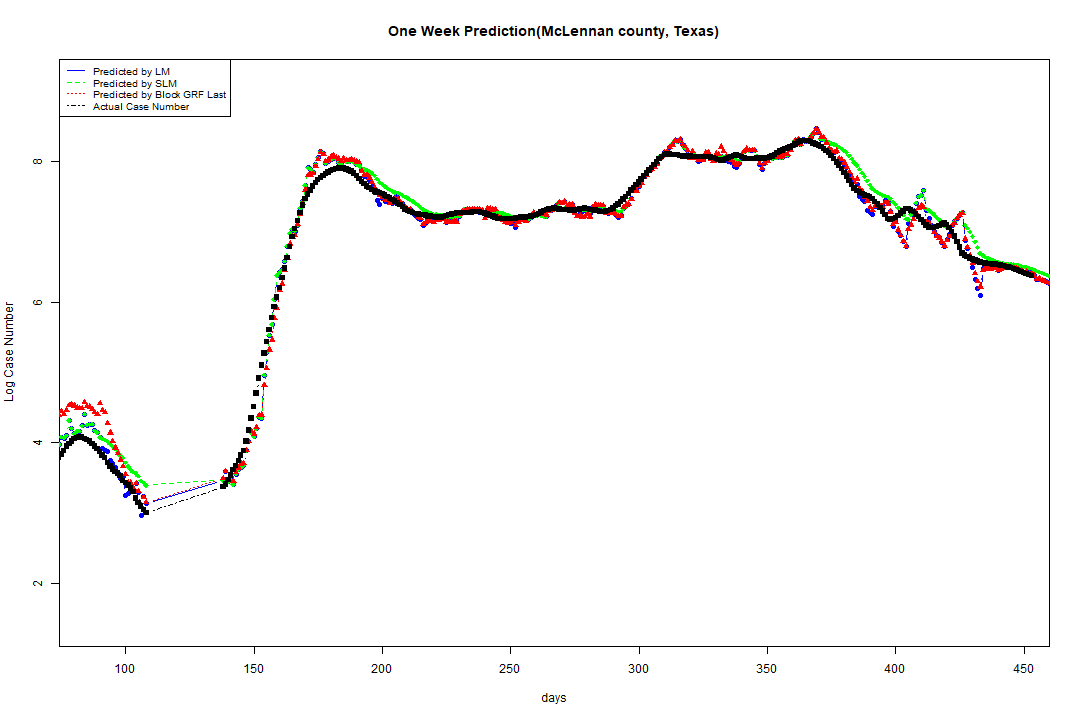 One Week Prediction(McLennan county, Texas)
Predicted by LM
Predicted by SLM
Predicted by Block GRF Last
Actual Case Number
8
6
4
2
Log Case Number
100 150 200 250 300 350 400 450
days